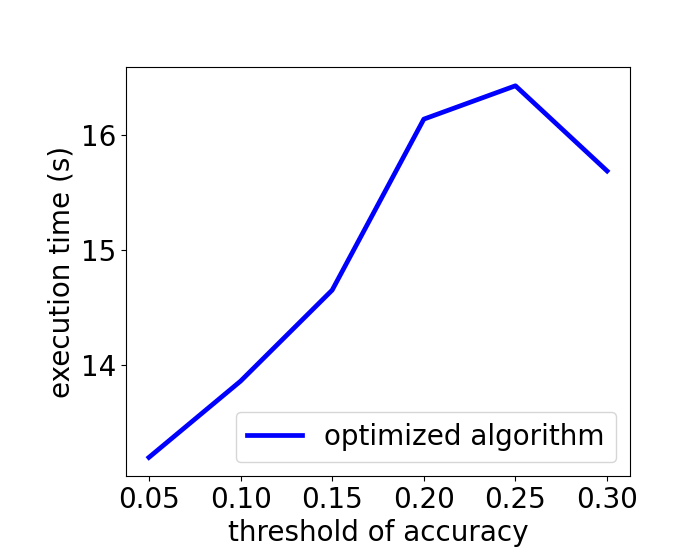 execution time (s)
16
15
14
optimized algorithm
0.05 0.10 0.15 0.20 0.25 0.30
threshold of accuracy